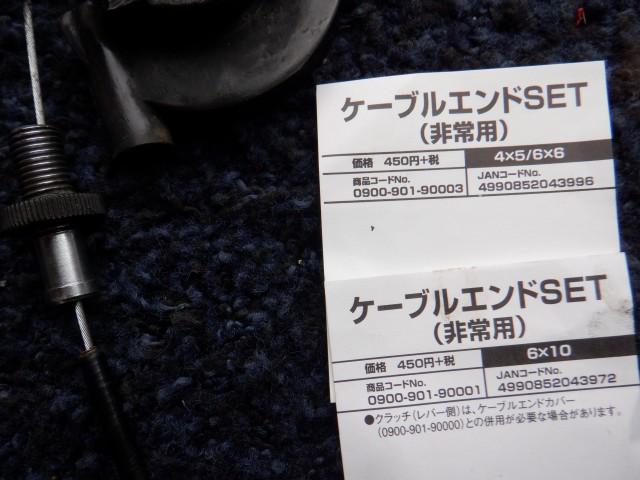 ケーブルエンドSET
(非常用)
価格 450円+税 4×5/6×6
商品コードNo. JANコードNo.
0900-901-90003 4990852043996
ケーブルエンドSET
(非常用)
価格 450円+税 6×10
商品コードNo. JANコードNo.
0900-901-90001 4990852043972
●クラッチ(レバー側)は、ケーブルエンドカバー
(0900-901-90000)との併用が必要な場合があります。